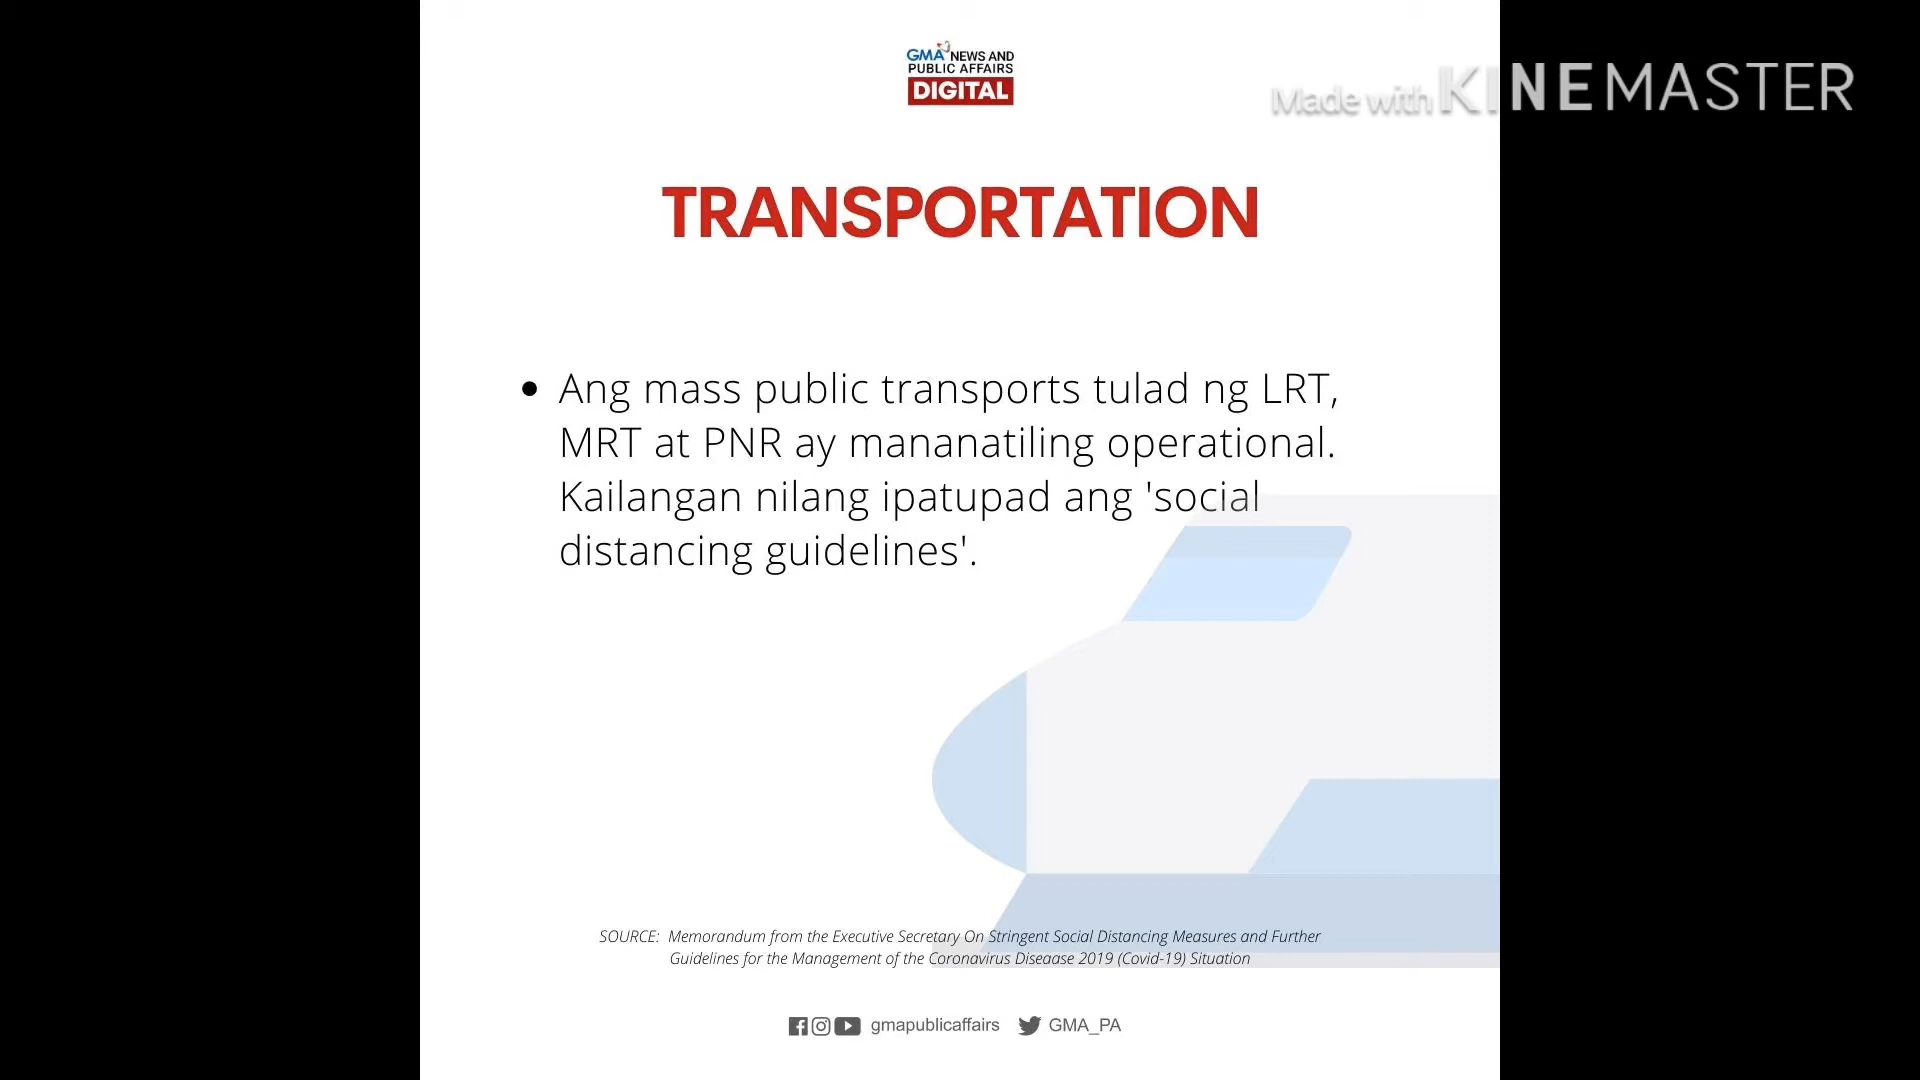 GMA NEWS AND
PUBLIC AFFAIRS
DIGITAL
Made with KINEMASTER
TRANSPORTATION
• Ang mass public transports tulad ng LRT,
MRT at PNR ay mananatiling operational.
Kailangan nilang ipatupad ang 'social
distancing guidelines'.
SOURCE: Memorandum from the Executive Secretary On Stringent Social Distancing Measures and Further
Guidelines for the Management of the Coronavirus Diseaase 2019 (Covid-19) Situation
gmapublicaffairs GMA_PA